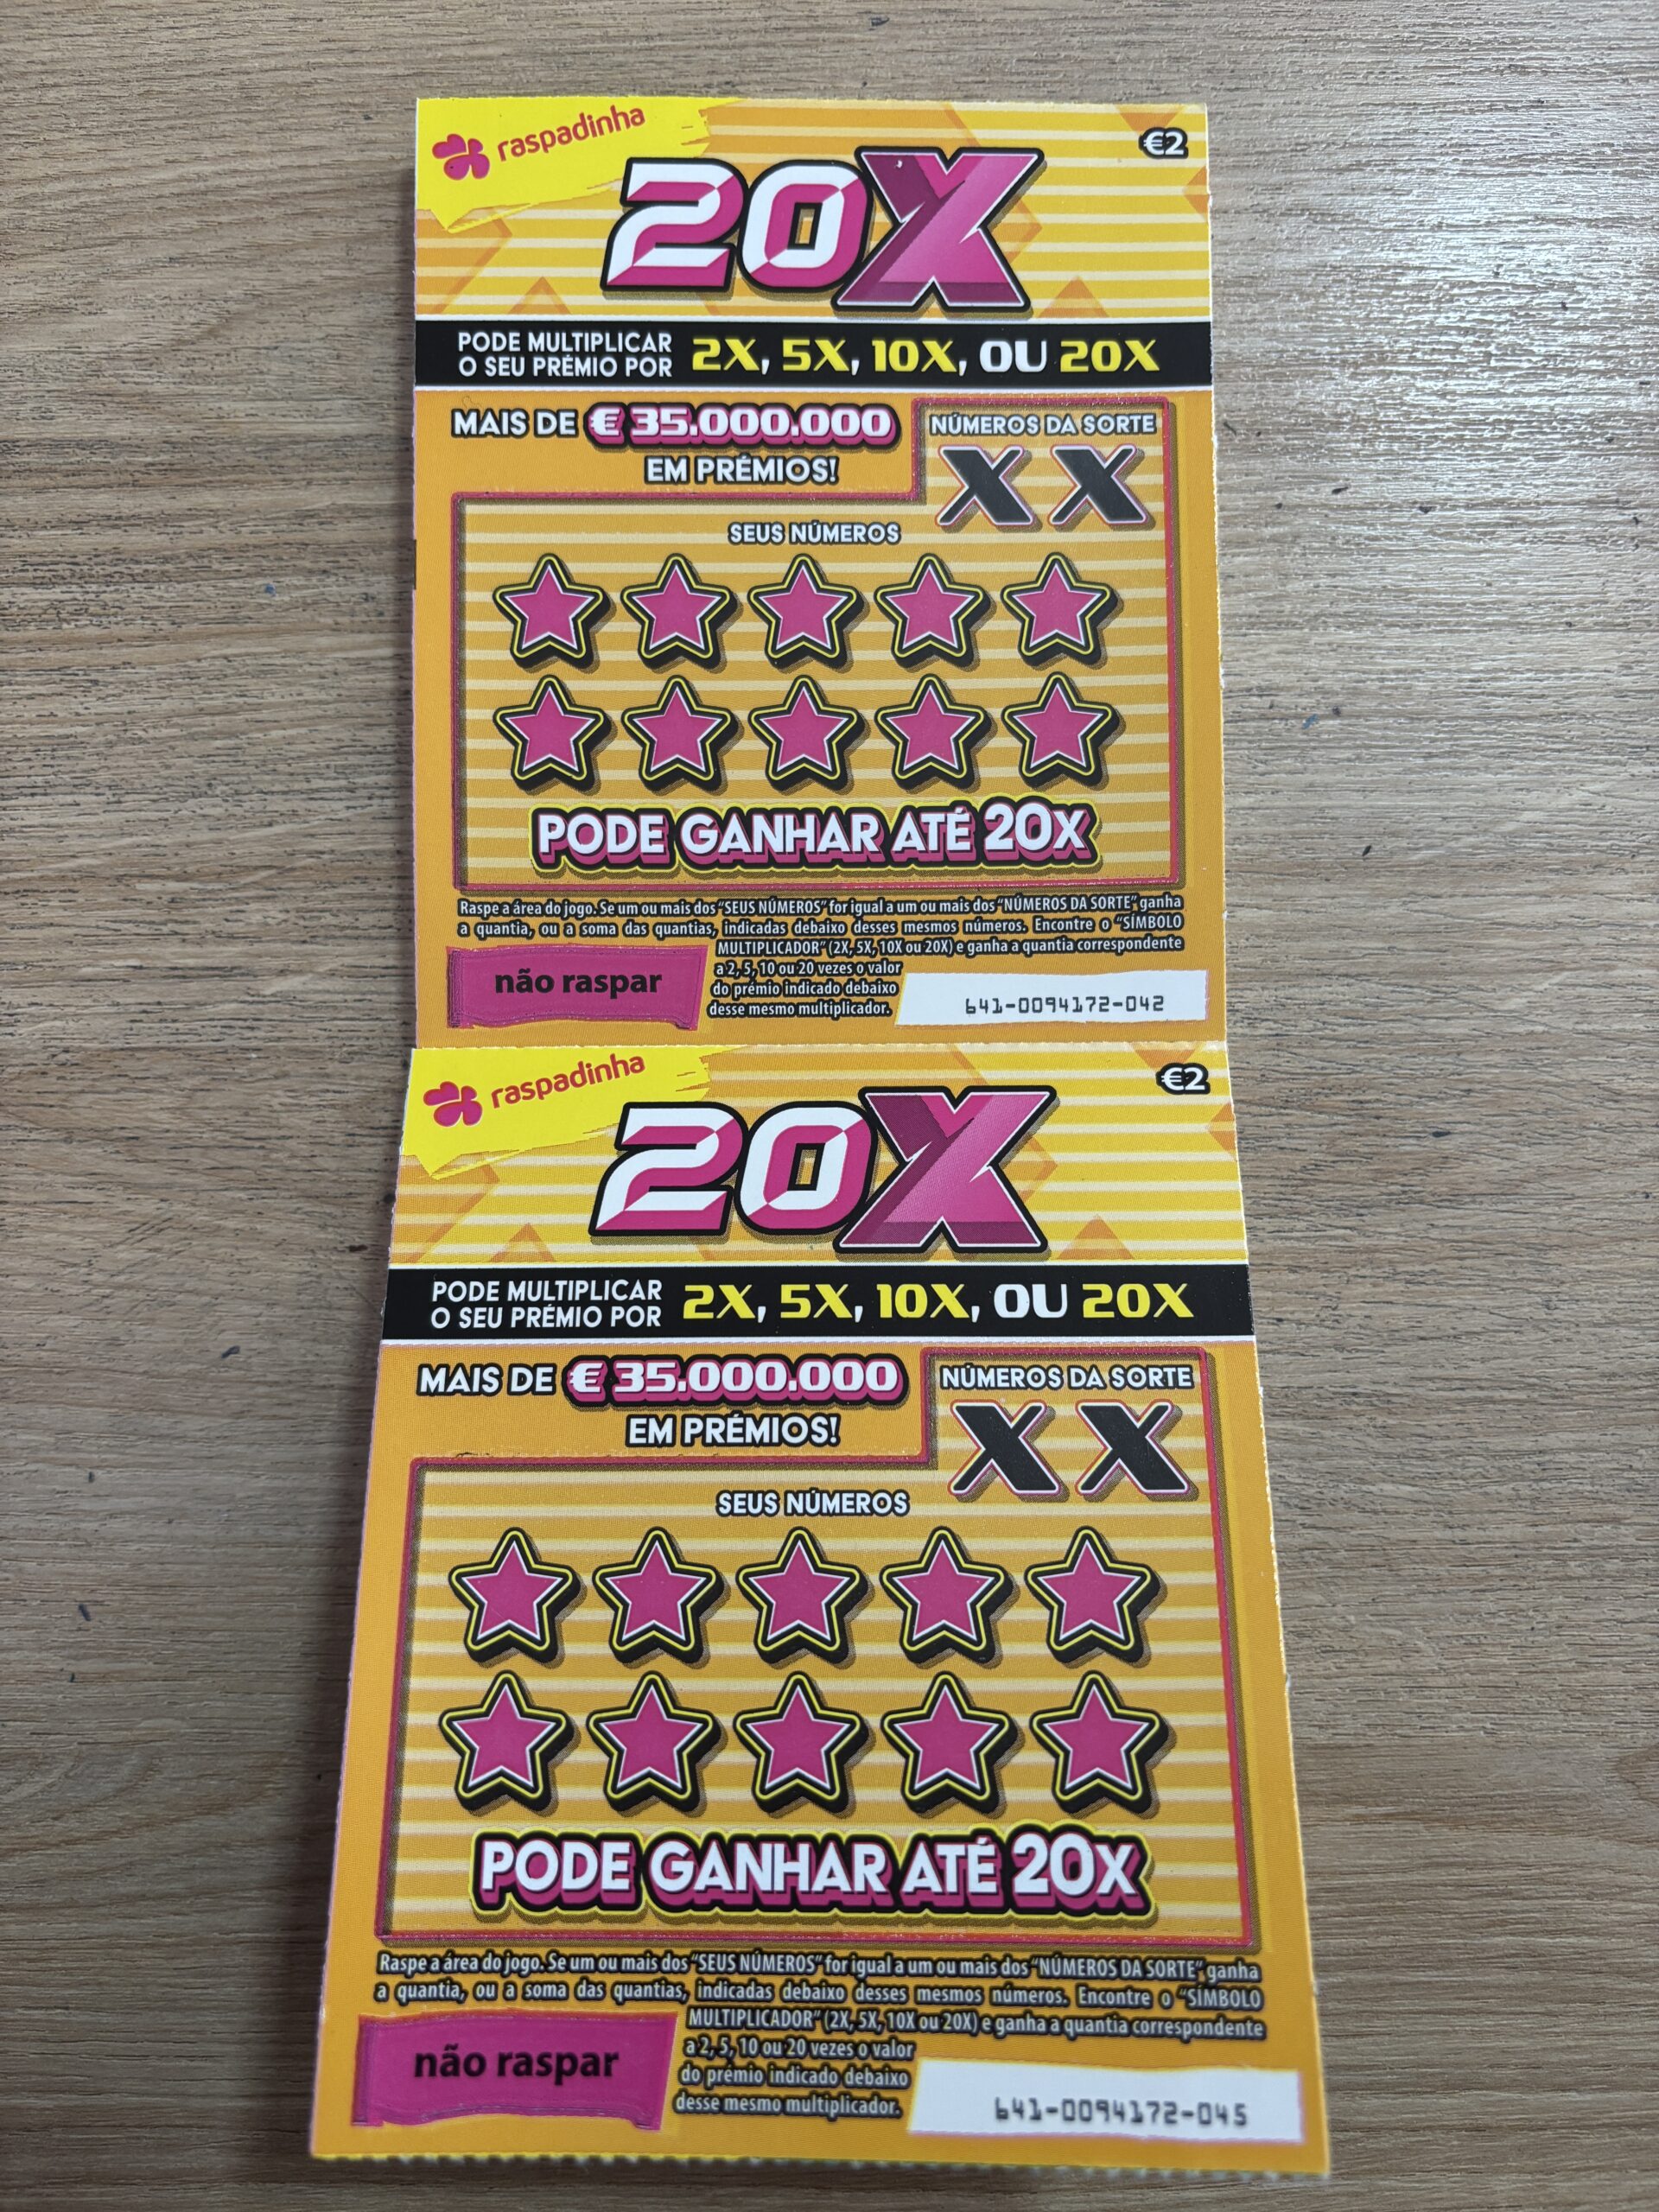 raspadinha
€2
20X
PODE MULTIPLICAR
O SEU PRÉMIO POR
2X, 5X, 10X, OU 20X
MAIS DE € 35.000.000
EM PRÉMIOS!
NÚMEROS DA SORTE
X X
SEUS NÚMEROS
PODE GANHAR ATÉ 20X
Raspe a área do jogo. Se um ou mais dos "SEUS NÚMEROS" for igual a um ou mais dos "NÚMEROS DA SORTE" ganha
a quantia, ou a soma das quantias, indicadas debaixo desses mesmos números. Encontre o "SÍMBOLO
MULTIPLICADOR" (2X, 5X, 10X ou 20X) e ganha a quantia correspondente
a 2, 5, 10 ou 20 vezes o valor
do prémio indicado debaixo
desse mesmo multiplicador.
não raspar
641-0094172-042
raspadinha
€2
20X
PODE MULTIPLICAR
O SEU PRÉMIO POR
2X, 5X, 10X, OU 20X
MAIS DE € 35.000.000
EM PRÉMIOS!
NÚMEROS DA SORTE
X X
SEUS NÚMEROS
PODE GANHAR ATÉ 20X
Raspe a área do jogo. Se um ou mais dos "SEUS NÚMEROS" for igual a um ou mais dos "NÚMEROS DA SORTE" ganha
a quantia, ou a soma das quantias, indicadas debaixo desses mesmos números. Encontre o "SÍMBOLO
MULTIPLICADOR" (2X, 5X, 10X ou 20X) e ganha a quantia correspondente
a 2, 5, 10 ou 20 vezes o valor
do prémio indicado debaixo
desse mesmo multiplicador.
não raspar
641-0094172-045